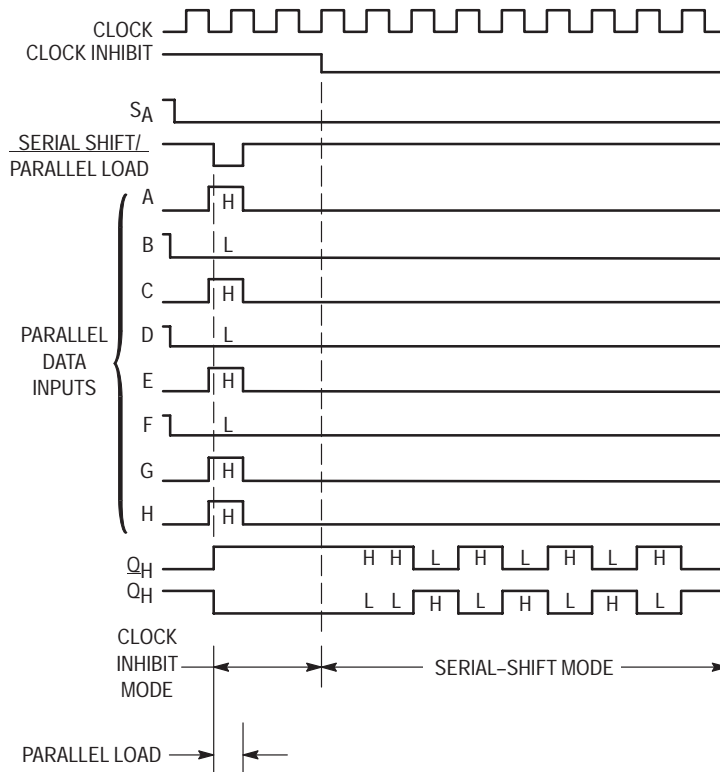 CLOCK
CLOCK INHIBIT
SA
SERIAL SHIFT/
PARALLEL LOAD
A H
B L
C H
D L
E H
F L
G H
H H
PARALLEL
DATA
INPUTS
QH H H L H L H L H
QH L L H L H L H L
CLOCK
INHIBIT
MODE
SERIAL–SHIFT MODE
PARALLEL LOAD